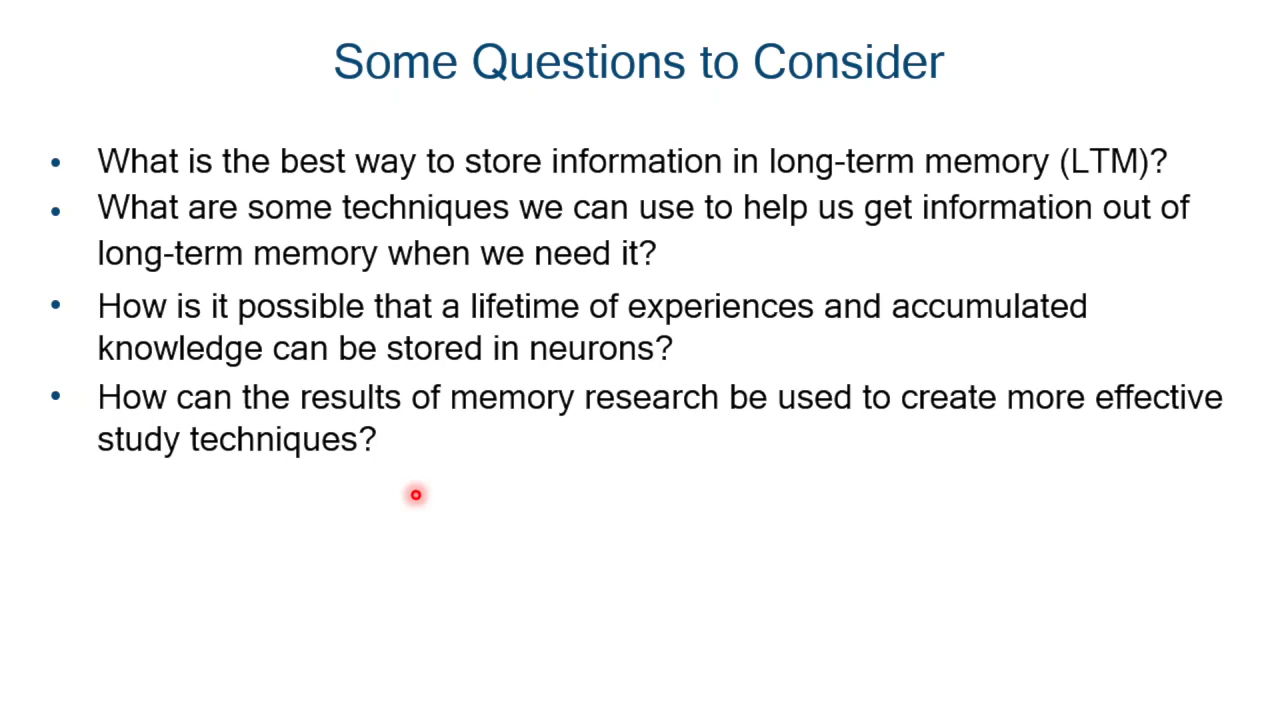 Some Questions to Consider
• What is the best way to store information in long-term memory (LTM)?
• What are some techniques we can use to help us get information out of
long-term memory when we need it?
• How is it possible that a lifetime of experiences and accumulated
knowledge can be stored in neurons?
• How can the results of memory research be used to create more effective
study techniques?